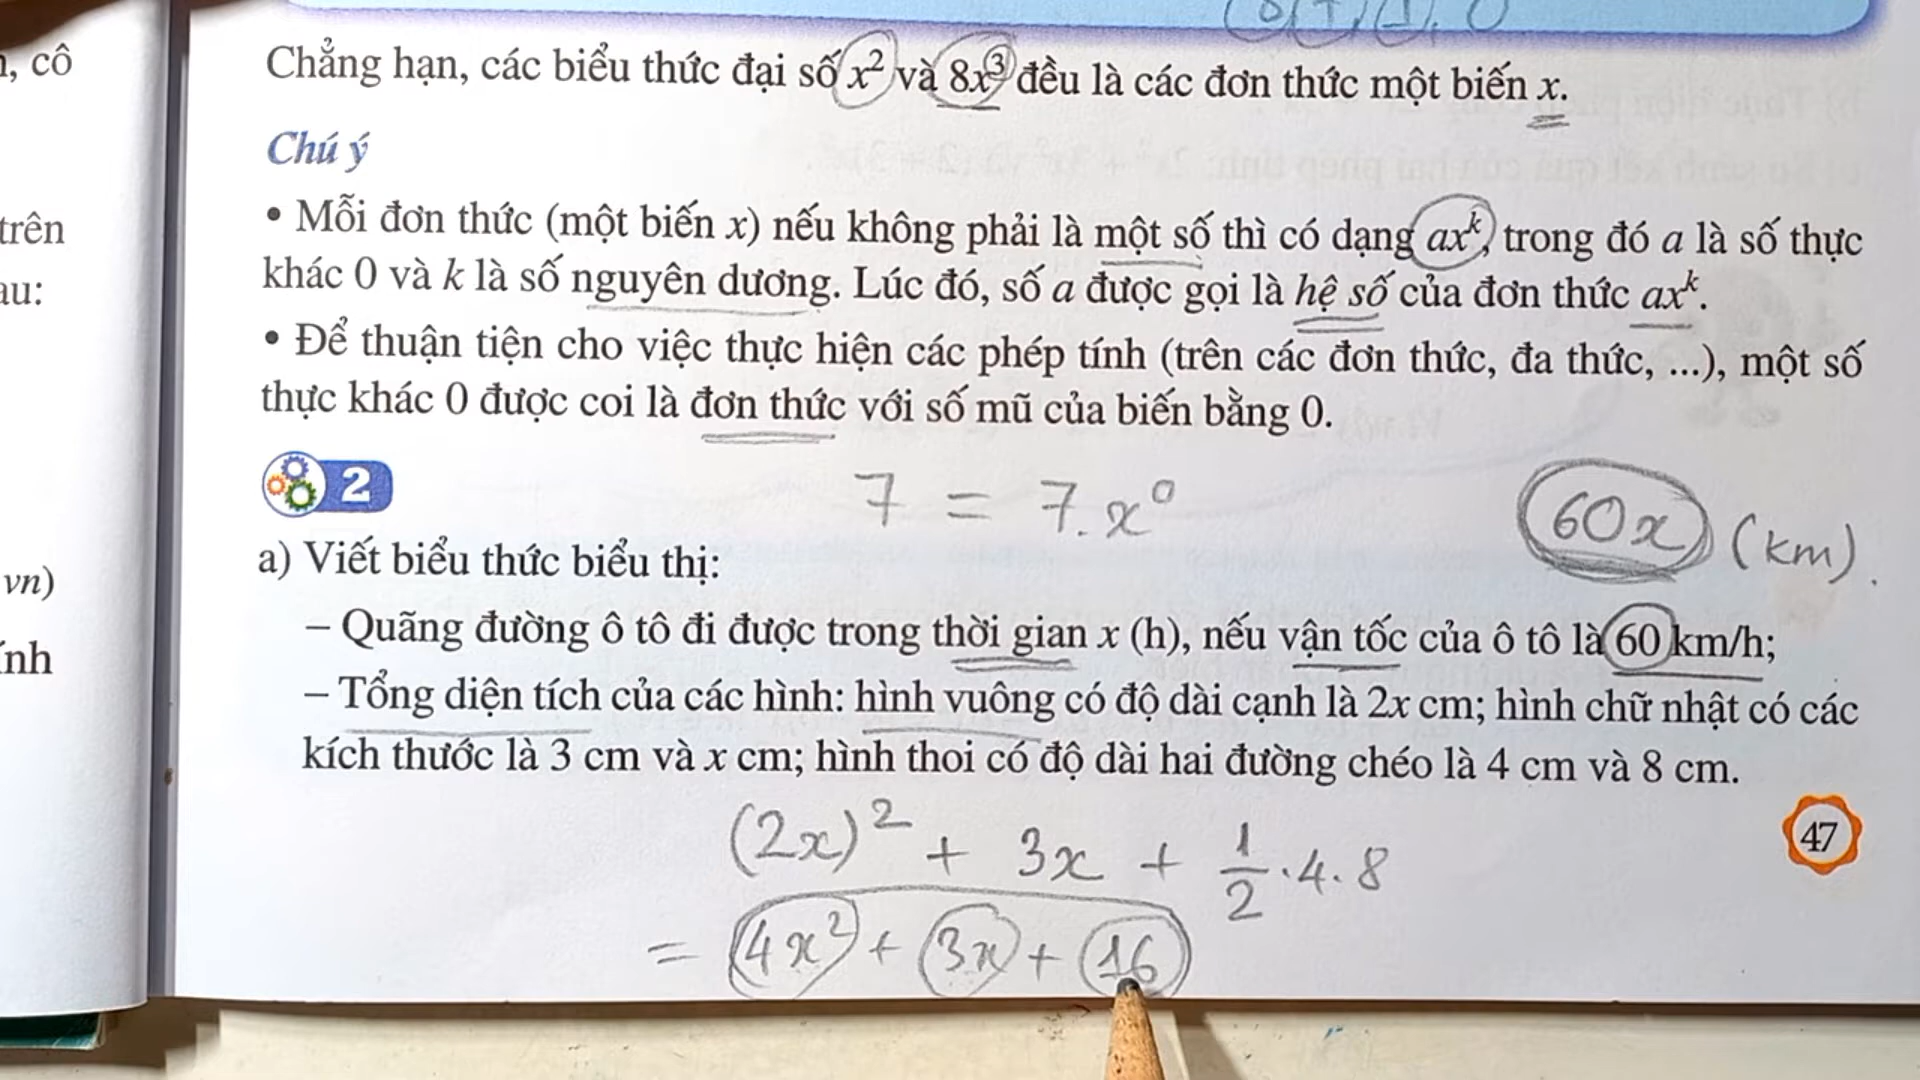 Chẳng hạn, các biểu thức đại số x² và 8x³ đều là các đơn thức một biến x.
, cô
Chú ý
• Mỗi đơn thức (một biến x) nếu không phải là một số thì có dạng axᵏ, trong đó a là số thực
trên
khác 0 và k là số nguyên dương. Lúc đó, số a được gọi là hệ số của đơn thức axᵏ.
au:
• Để thuận tiện cho việc thực hiện các phép tính (trên các đơn thức, đa thức, ...), một số
thực khác 0 được coi là đơn thức với số mũ của biến bằng 0.
2
7 = 7.x⁰
60x (km).
a) Viết biểu thức biểu thị:
vn)
– Quãng đường ô tô đi được trong thời gian x (h), nếu vận tốc của ô tô là 60 km/h;
ính
– Tổng diện tích của các hình: hình vuông có độ dài cạnh là 2x cm; hình chữ nhật có các
kích thước là 3 cm và x cm; hình thoi có độ dài hai đường chéo là 4 cm và 8 cm.
(2x)² + 3x + 1/2 . 4 . 8
47
= 4x² + 3x + 16